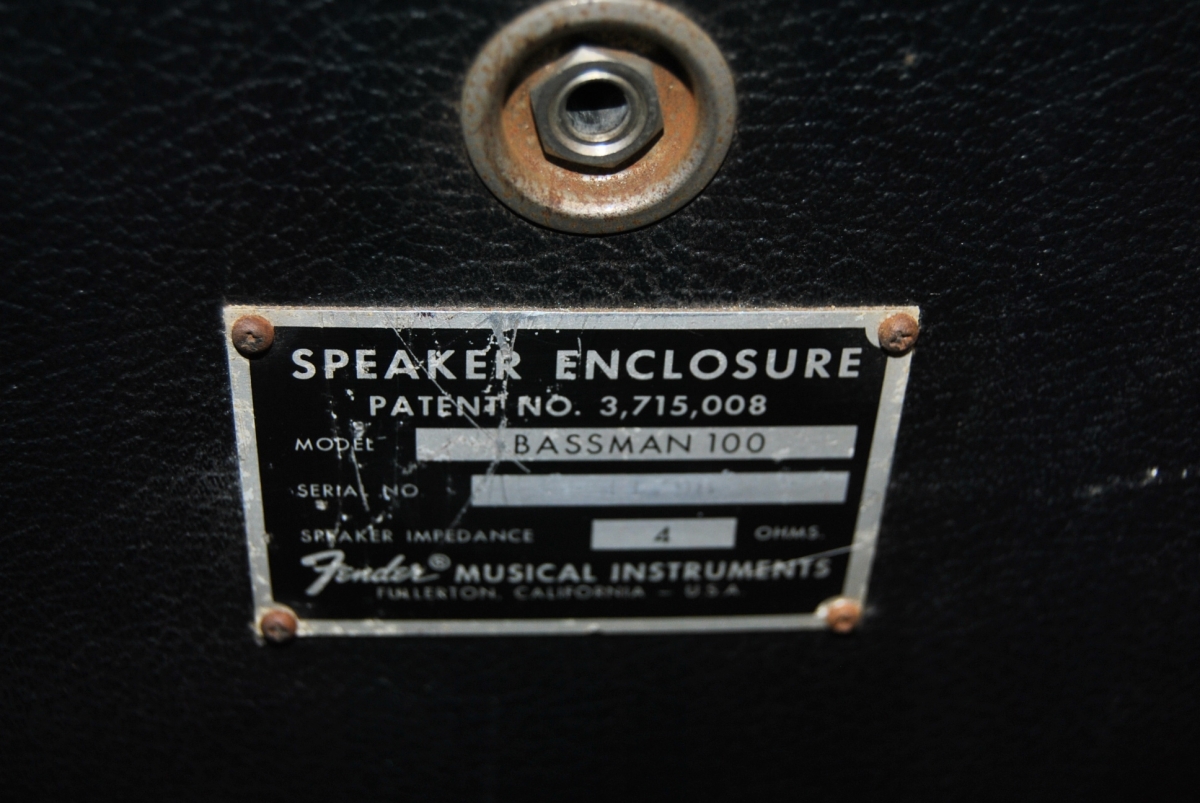 SPEAKER ENCLOSURE
PATENT NO. 3,715,008
MODEL BASSMAN 100
SERIAL NO
SPEAKER IMPEDANCE 4 OHMS.
Fender® MUSICAL INSTRUMENTS
FULLERTON, CALIFORNIA - U.S.A.